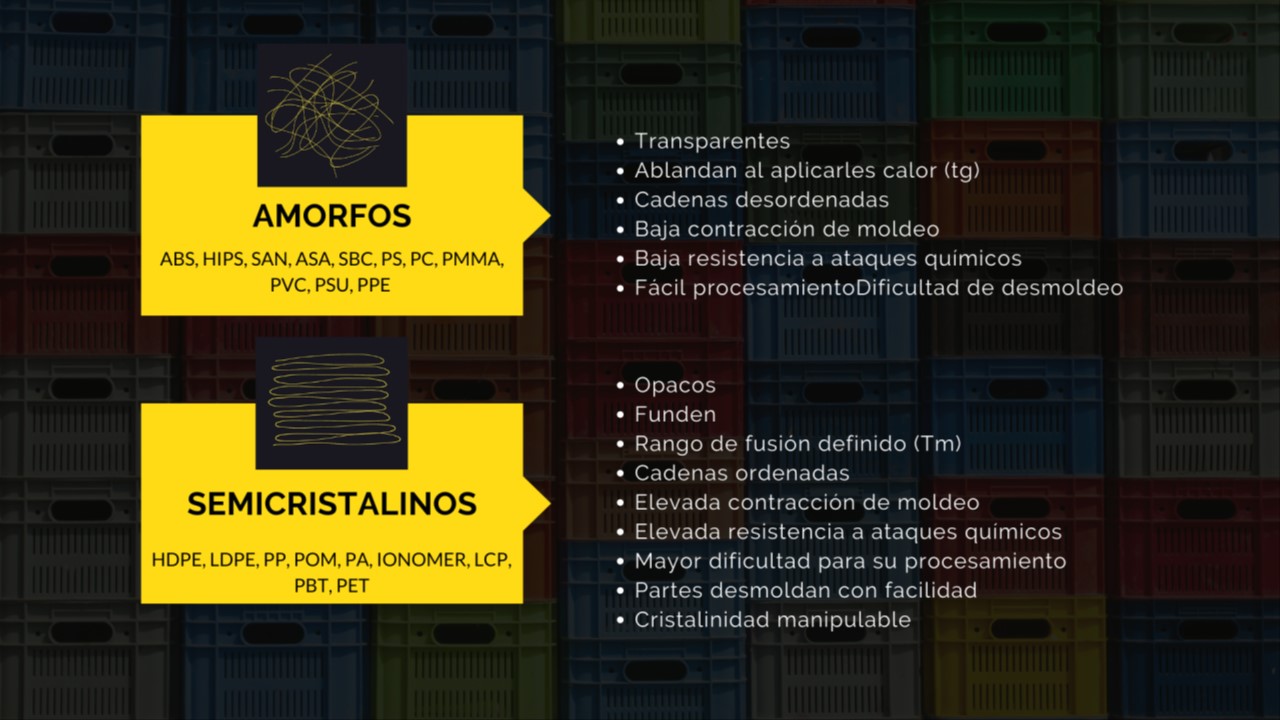 AMORFOS
ABS, HIPS, SAN, ASA, SBC, PS, PC, PMMA,
PVC, PSU, PPE
• Transparentes
• Ablandan al aplicarles calor (tg)
• Cadenas desordenadas
• Baja contracción de moldeo
• Baja resistencia a ataques químicos
• Fácil procesamientoDificultad de desmoldeo
SEMICRISTALINOS
HDPE, LDPE, PP, POM, PA, IONOMER, LCP,
PBT, PET
• Opacos
• Funden
• Rango de fusión definido (Tm)
• Cadenas ordenadas
• Elevada contracción de moldeo
• Elevada resistencia a ataques químicos
• Mayor dificultad para su procesamiento
• Partes desmoldan con facilidad
• Cristalinidad manipulable